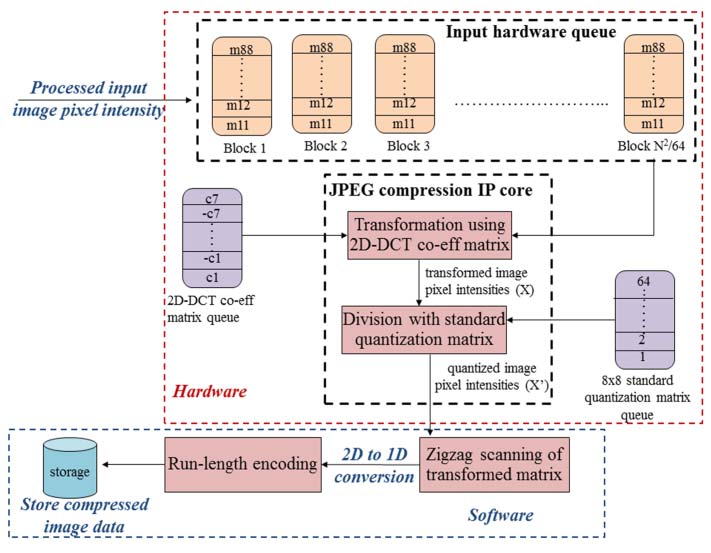 Input hardware queue
Processed input
image pixel intensity
m88
m12
m11
Block 1
m88
m12
m11
Block 2
m88
m12
m11
Block 3
m88
m12
m11
Block N²/64
JPEG compression IP core
c7
-c7
-c1
c1
2D-DCT co-eff
matrix queue
Transformation using
2D-DCT co-eff matrix
transformed image
pixel intensities (X)
Division with standard
quantization matrix
quantized image
pixel intensities (X')
64
2
1
8x8 standard
quantization matrix
queue
Hardware
storage
Store compressed
image data
Run-length encoding
2D to 1D
conversion
Zigzag scanning of
transformed matrix
Software